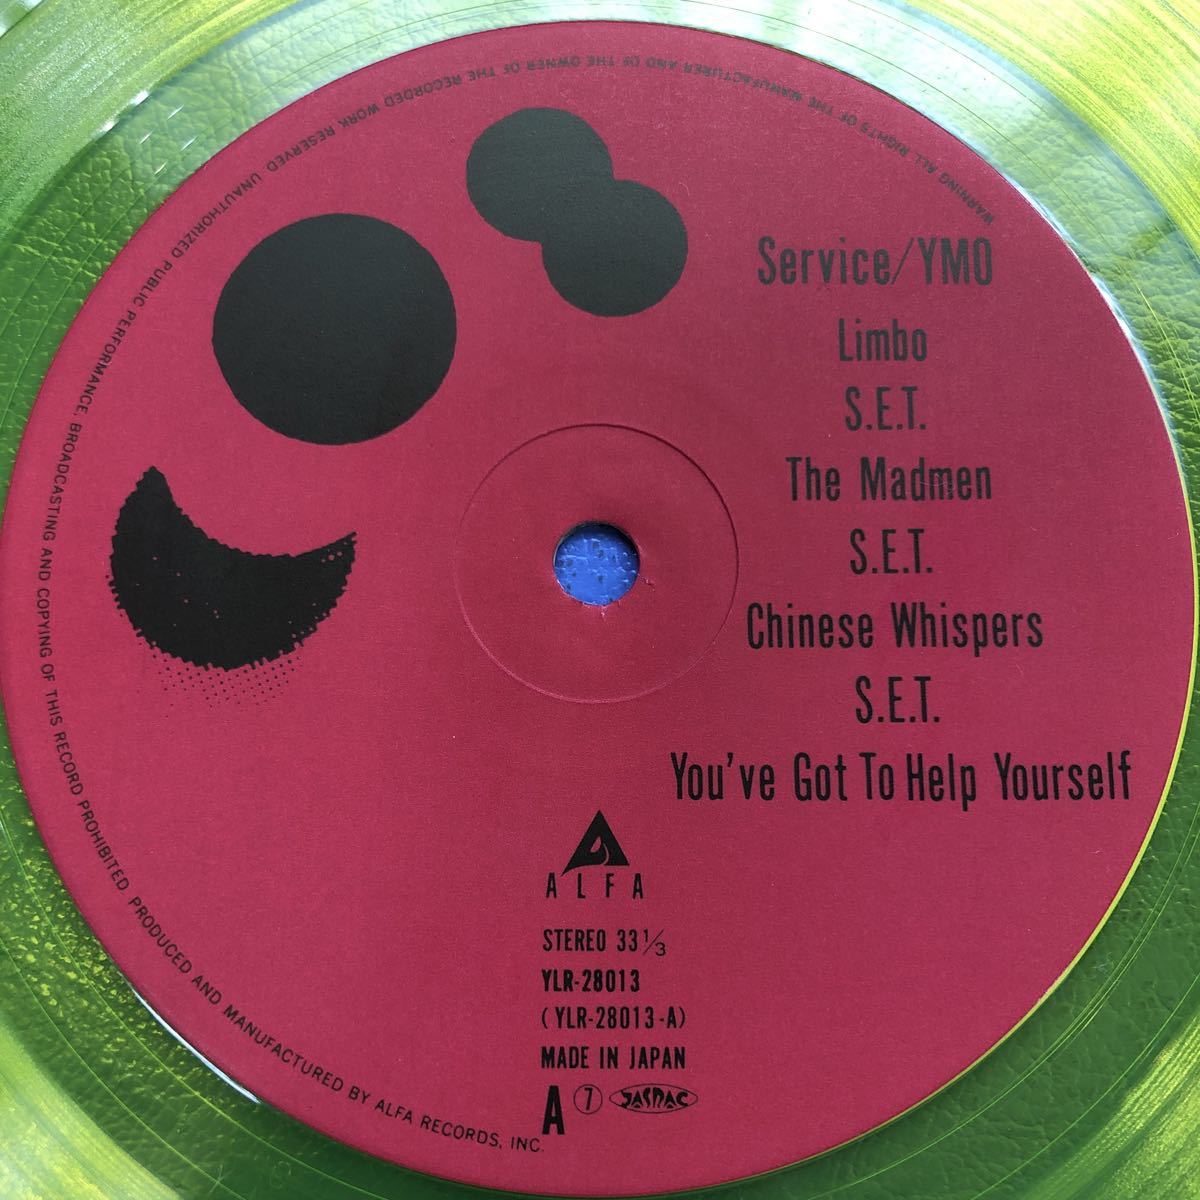 Service/YMO
Limbo
S.E.T.
The Madmen
S.E.T.
Chinese Whispers
S.E.T.
You've Got To Help Yourself
ALFA
STEREO 33 1/3
YLR-28013
(YLR-28013-A)
MADE IN JAPAN
A ⑦ JASRAC
WARNING ALL RIGHTS OF THE MANUFACTURER AND OF THE OWNER OF THE RECORDED WORK RESERVED. UNAUTHORIZED PUBLIC PERFORMANCE, BROADCASTING AND COPYING OF THIS RECORD PROHIBITED. PRODUCED AND MANUFACTURED BY ALFA RECORDS, INC.